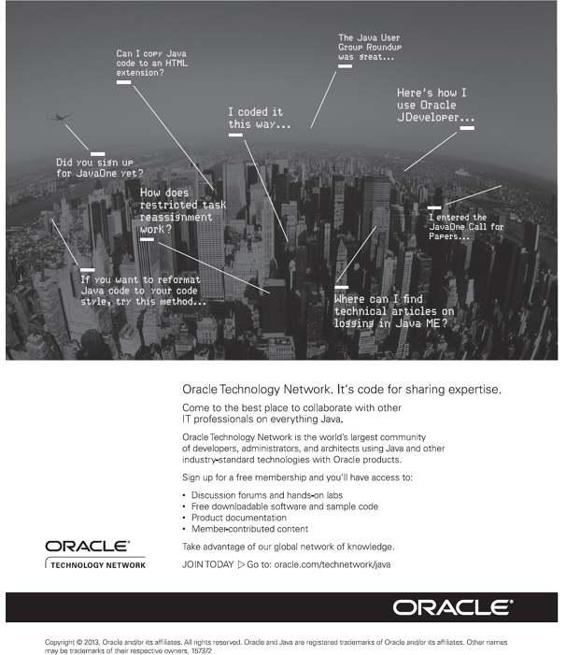 The Java User
Group Roundup
was great...
Can I copy Java
code to an HTML
extension?
Here's how I
use Oracle
JDeveloper...
I coded it
this way...
Did you sign up
for JavaOne yet?
How does
restricted task
reassignment
work?
I entered the
JavaOne Call for
Papers...
If you want to reformat
Java code to your code
style, try this method...
Where can I find
technical articles on
logging in Java ME?
Oracle Technology Network. It's code for sharing expertise.
Come to the best place to collaborate with other
IT professionals on everything Java.
Oracle Technology Network is the world's largest community
of developers, administrators, and architects using Java and other
industry-standard technologies with Oracle products.
Sign up for a free membership and you'll have access to:
• Discussion forums and hands-on labs
• Free downloadable software and sample code
• Product documentation
• Member-contributed content
Take advantage of our global network of knowledge.
JOIN TODAY ▷ Go to: oracle.com/technetwork/java
ORACLE®
TECHNOLOGY NETWORK
ORACLE®
Copyright © 2013, Oracle and/or its affiliates. All rights reserved. Oracle and Java are registered trademarks of Oracle and/or its affiliates. Other names
may be trademarks of their respective owners. 157372